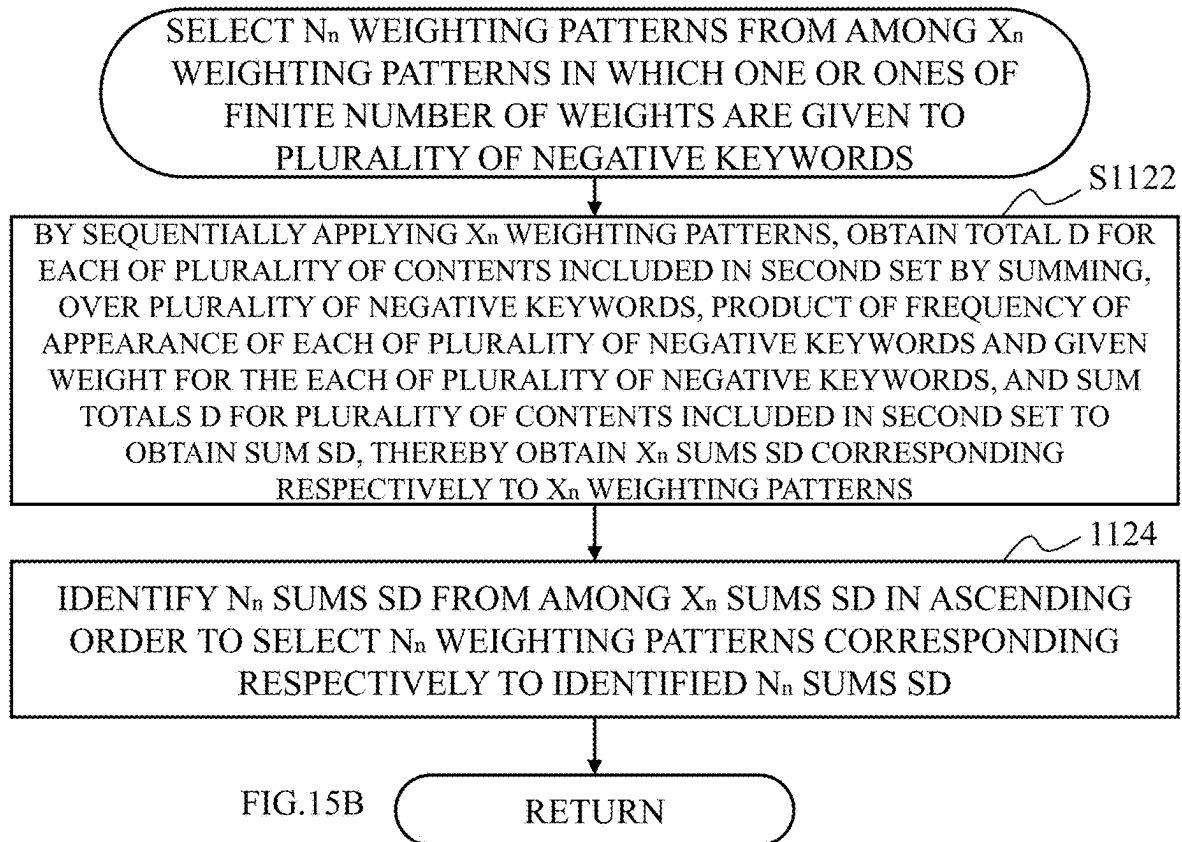 SELECT Nn WEIGHTING PATTERNS FROM AMONG Xn
WEIGHTING PATTERNS IN WHICH ONE OR ONES OF
FINITE NUMBER OF WEIGHTS ARE GIVEN TO
PLURALITY OF NEGATIVE KEYWORDS
S1122
BY SEQUENTIALLY APPLYING Xn WEIGHTING PATTERNS, OBTAIN TOTAL D FOR
EACH OF PLURALITY OF CONTENTS INCLUDED IN SECOND SET BY SUMMING,
OVER PLURALITY OF NEGATIVE KEYWORDS, PRODUCT OF FREQUENCY OF
APPEARANCE OF EACH OF PLURALITY OF NEGATIVE KEYWORDS AND GIVEN
WEIGHT FOR THE EACH OF PLURALITY OF NEGATIVE KEYWORDS, AND SUM
TOTALS D FOR PLURALITY OF CONTENTS INCLUDED IN SECOND SET TO
OBTAIN SUM SD, THEREBY OBTAIN Xn SUMS SD CORRESPONDING
RESPECTIVELY TO Xn WEIGHTING PATTERNS
1124
IDENTIFY Nn SUMS SD FROM AMONG Xn SUMS SD IN ASCENDING
ORDER TO SELECT Nn WEIGHTING PATTERNS CORRESPONDING
RESPECTIVELY TO IDENTIFIED Nn SUMS SD
FIG.15B
RETURN